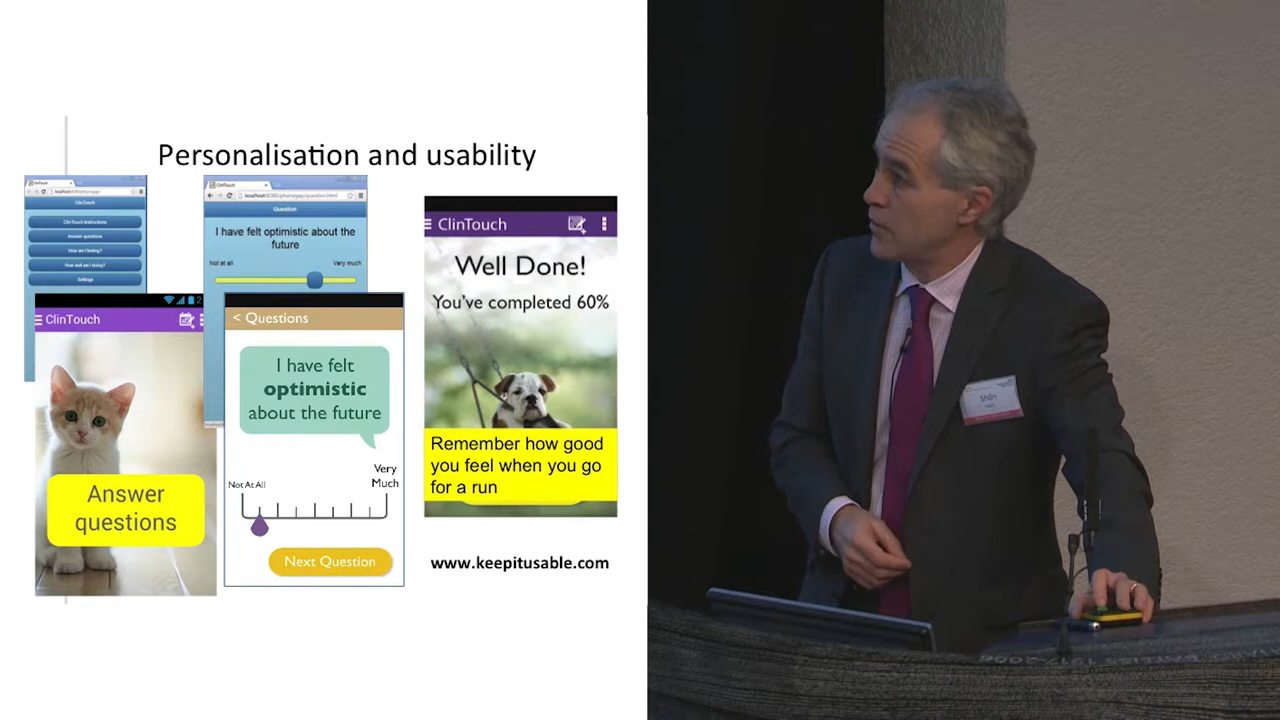 Personalisation and usability
ClinTouch
ClinTouch
ClinTouch Instructions
Answer questions
How am I feeling?
How well am I doing?
Settings
ClinTouch
Question
I have felt optimistic about the
future
Not at all
Very much
ClinTouch
Answer
questions
< Questions
I have felt
optimistic
about the future
Not At All
Very
Much
Next Question
ClinTouch
Well Done!
You've completed 60%
Remember how good
you feel when you go
for a run
www.keepitusable.com
Shôn